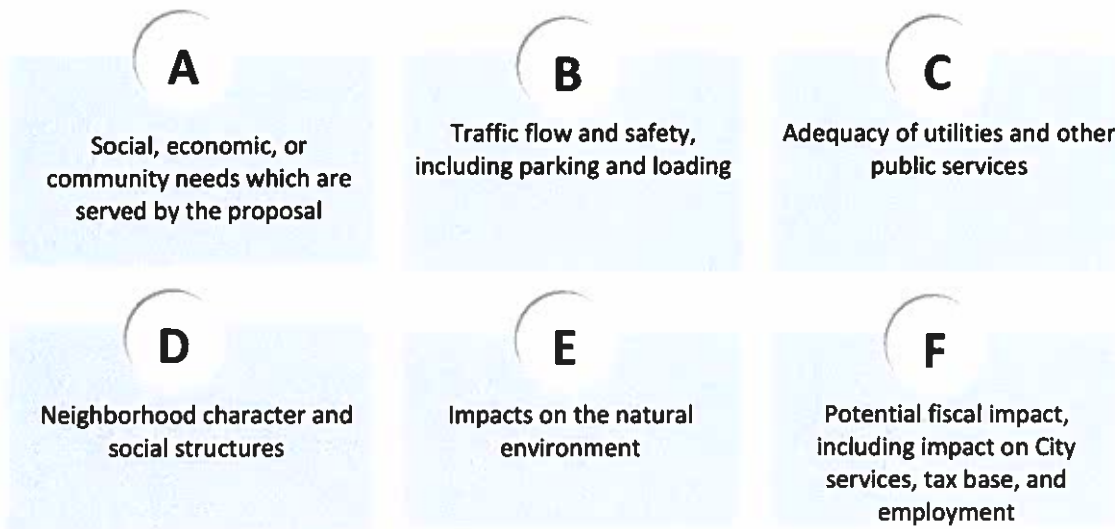 A
Social, economic, or
community needs which are
served by the proposal
B
Traffic flow and safety,
including parking and loading
C
Adequacy of utilities and other
public services
D
Neighborhood character and
social structures
E
Impacts on the natural
environment
F
Potential fiscal impact,
including impact on City
services, tax base, and
employment